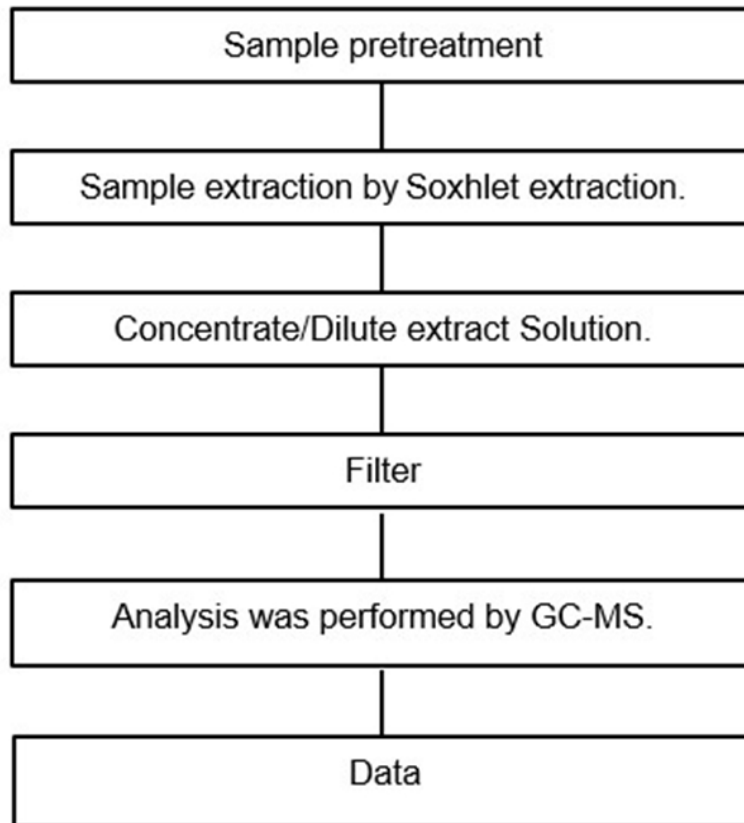 Sample pretreatment
Sample extraction by Soxhlet extraction.
Concentrate/Dilute extract Solution.
Filter
Analysis was performed by GC-MS.
Data